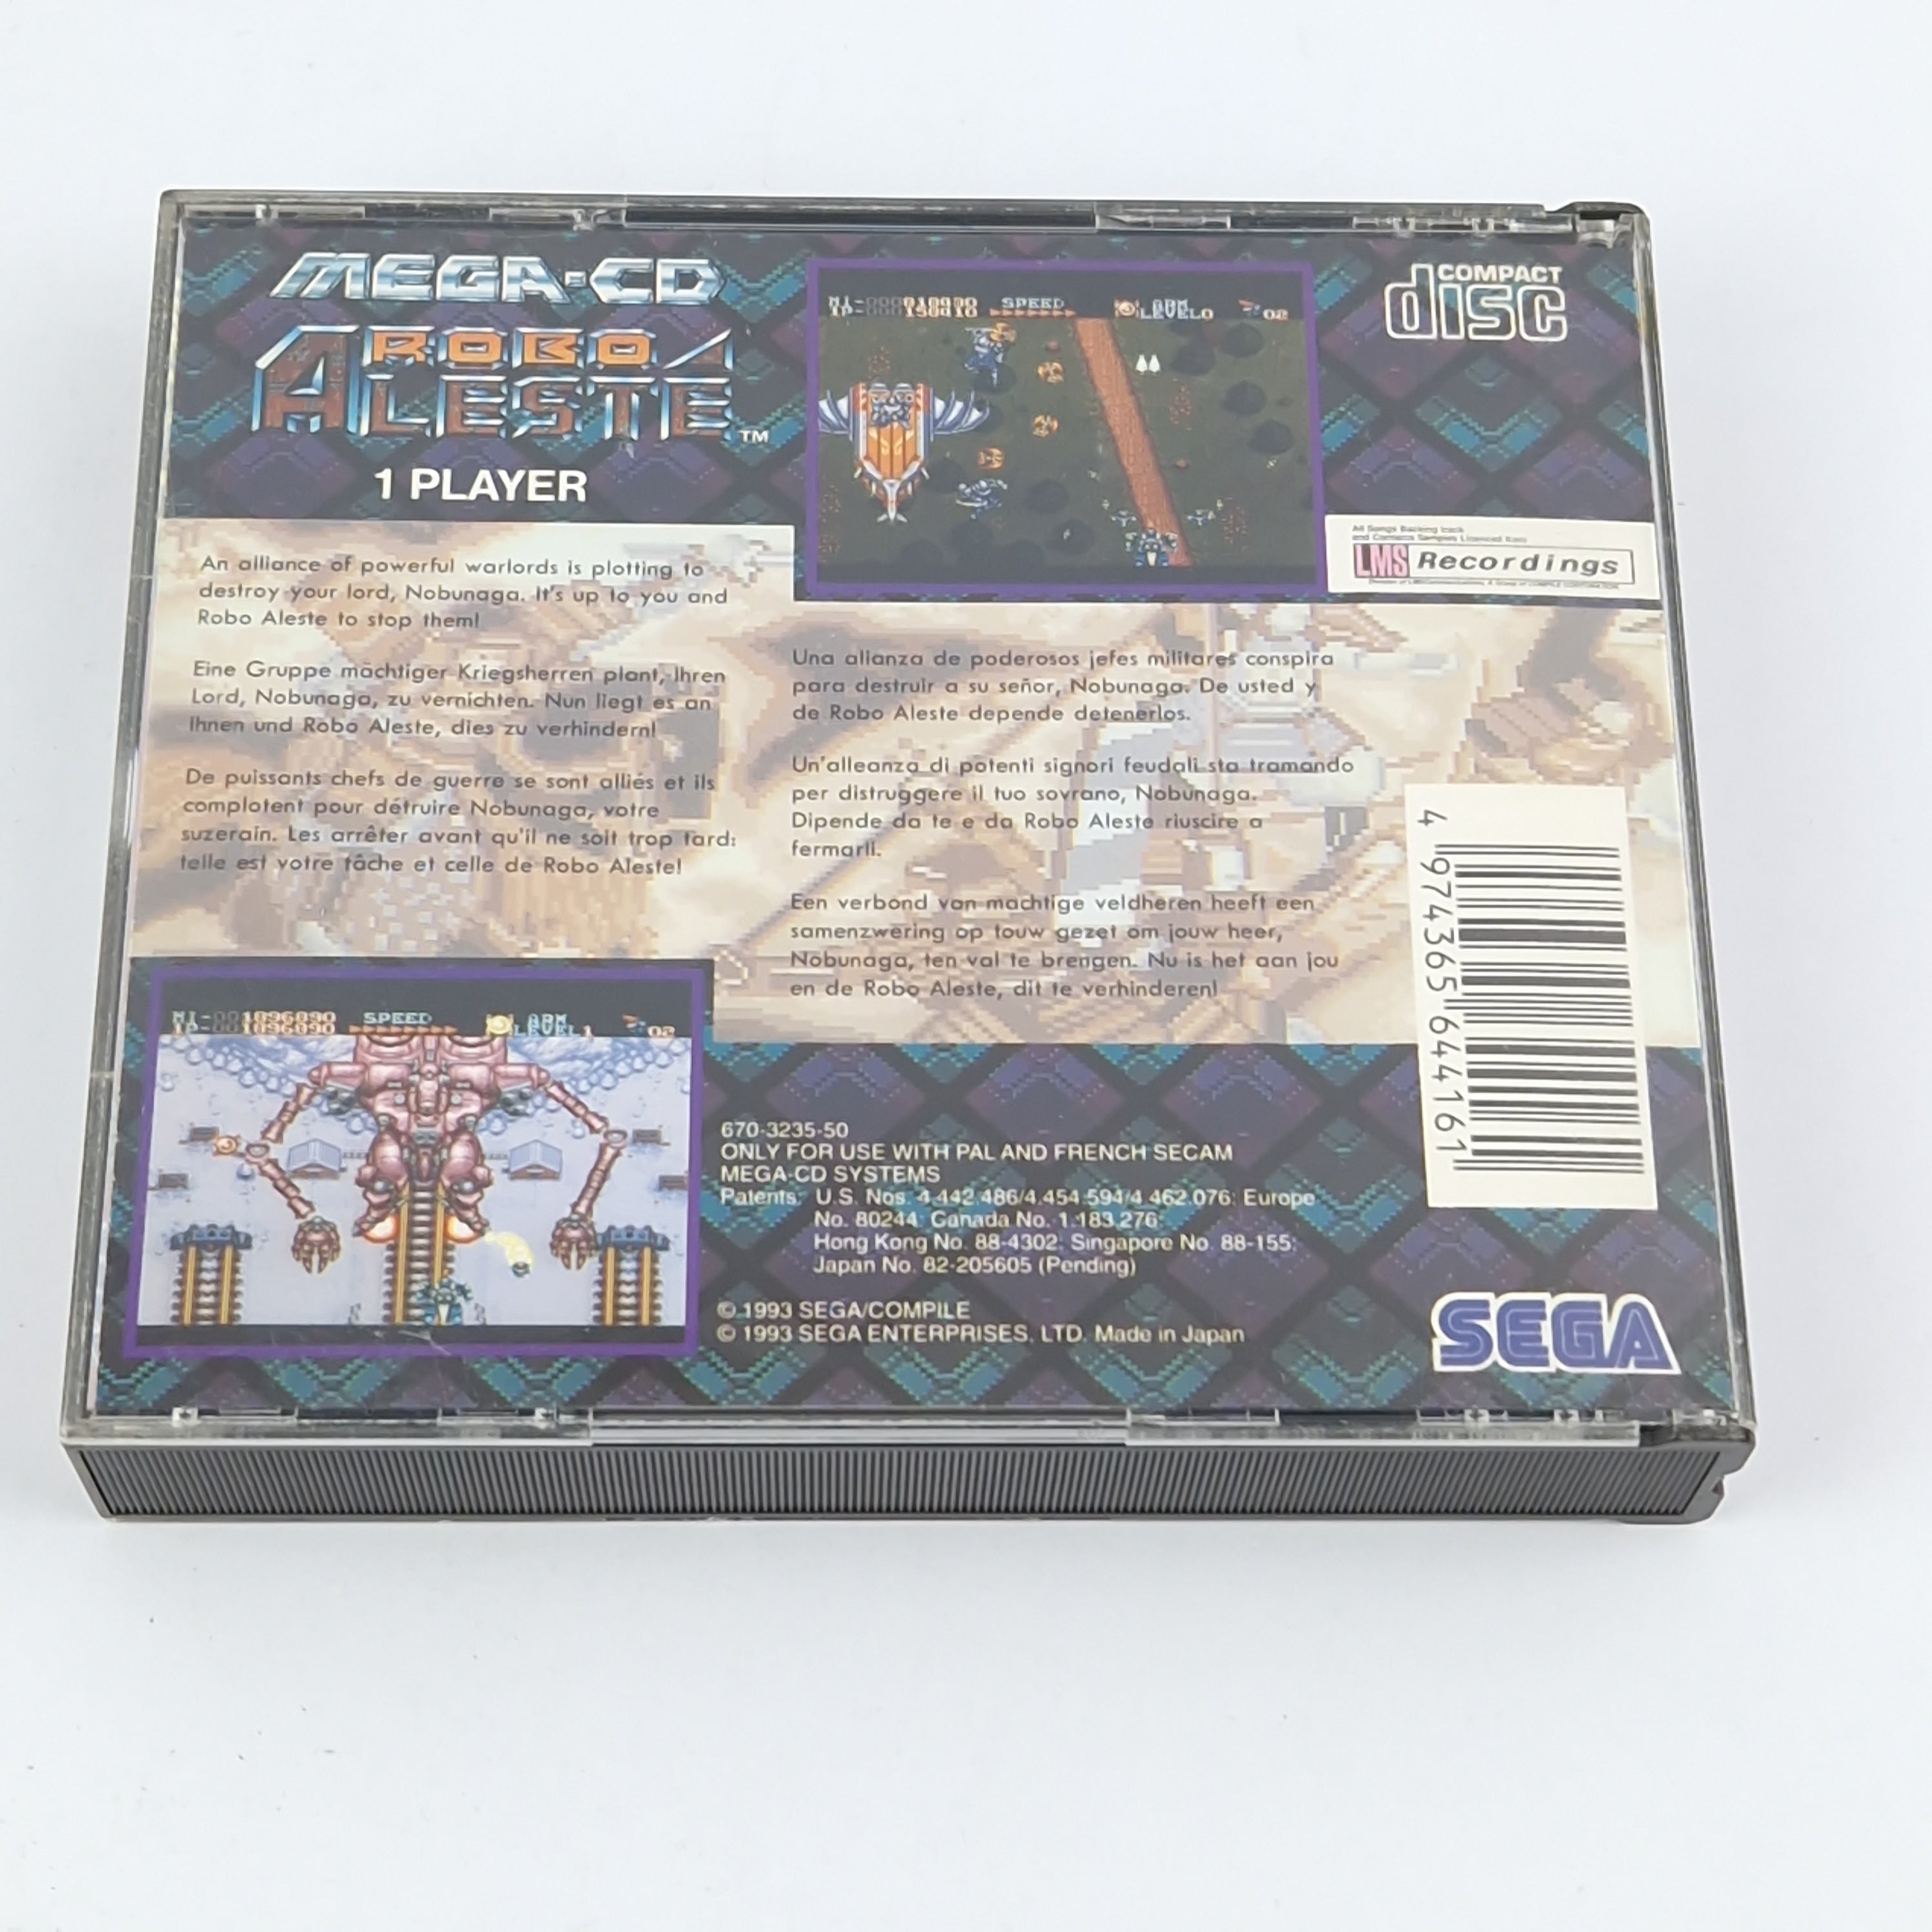 MEGA-CD
ROBO
ALESTE™
1 PLAYER
An alliance of powerful warlords is plotting to
destroy your lord, Nobunaga. It's up to you and
Robo Aleste to stop them!
Eine Gruppe mächtiger Kriegsherren plant, Ihren
Lord, Nobunaga, zu vernichten. Nun liegt es an
Ihnen und Robo Aleste, dies zu verhindern!
De puissants chefs de guerre se sont alliés et ils
complotent pour détruire Nobunaga, votre
suzerain. Les arrêter avant qu'il ne soit trop tard:
telle est votre tâche et celle de Robo Aleste!
SPEED ARM
LEVEL0 02
COMPACT
disc
All Songs Backing track
and Contains Samples Licensed from
LMS Recordings
Una alianza de poderosos jefes militares conspira
para destruir a su señor, Nobunaga. De usted y
de Robo Aleste depende detenerlos.
Un'alleanza di potenti signori feudali sta tramando
per distruggere il tuo sovrano, Nobunaga.
Dipende da te e da Robo Aleste riuscire a
fermarli.
Een verbond van machtige veldheren heeft een
samenzwering op touw gezet om jouw heer,
Nobunaga, ten val te brengen. Nu is het aan jou
en de Robo Aleste, dit te verhinderen!
4 974365 644161
HI-001896890 SPEED ARM
1P-001896890 LEVEL1 02
670-3235-50
ONLY FOR USE WITH PAL AND FRENCH SECAM
MEGA-CD SYSTEMS
Patents: U.S. Nos. 4,442,486/4,454,594/4,462,076; Europe
No. 80244; Canada No. 1,183,276;
Hong Kong No. 88-4302; Singapore No. 88-155;
Japan No. 82-205605 (Pending)
© 1993 SEGA/COMPILE
© 1993 SEGA ENTERPRISES, LTD. Made in Japan
SEGA